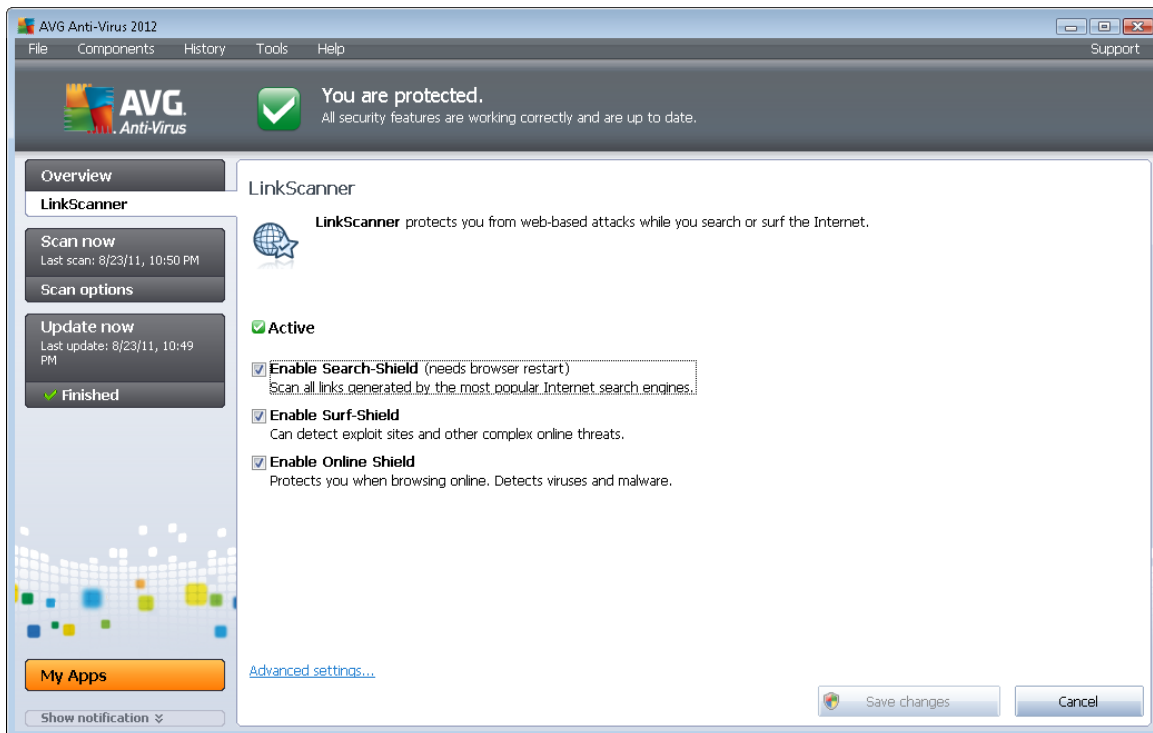 AVG Anti-Virus 2012
File Components History Tools Help Support
AVG.
Anti-Virus
You are protected.
All security features are working correctly and are up to date.
Overview
LinkScanner
Scan now
Last scan: 8/23/11, 10:50 PM
Scan options
Update now
Last update: 8/23/11, 10:49
PM
Finished
My Apps
Show notification
LinkScanner
LinkScanner protects you from web-based attacks while you search or surf the Internet.
Active
Enable Search-Shield (needs browser restart)
Scan all links generated by the most popular Internet search engines.
Enable Surf-Shield
Can detect exploit sites and other complex online threats.
Enable Online Shield
Protects you when browsing online. Detects viruses and malware.
Advanced settings...
Save changes
Cancel